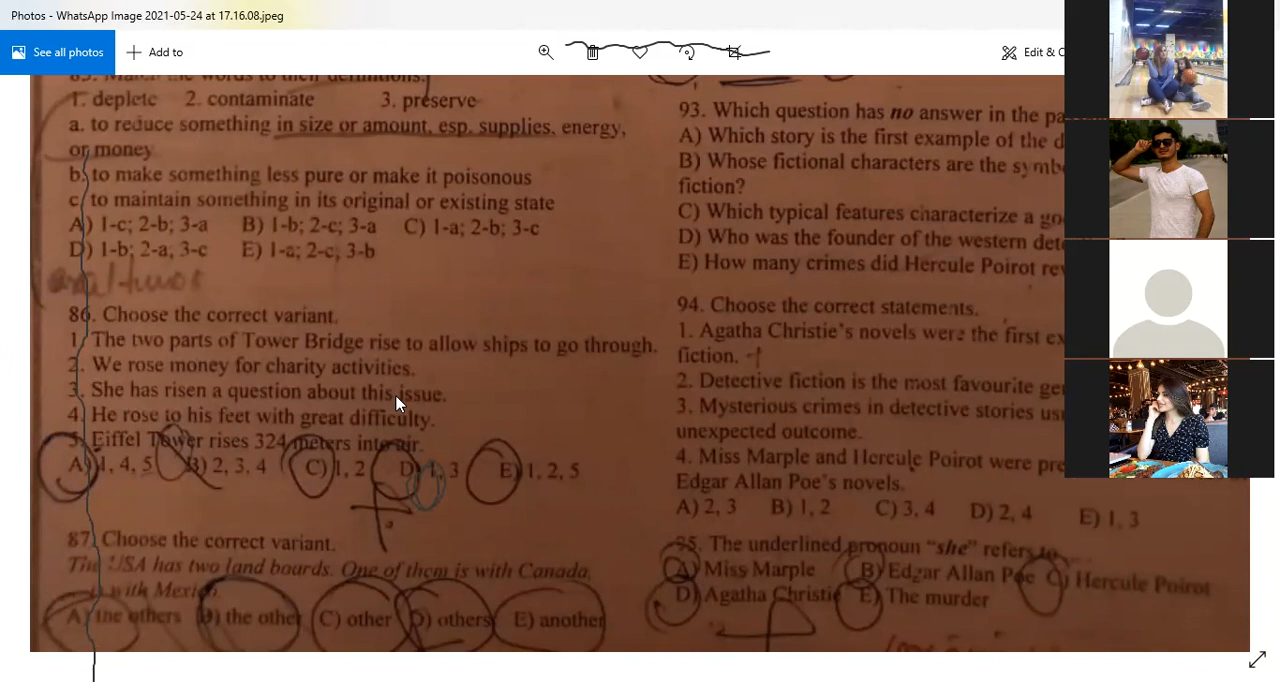 Photos - WhatsApp Image 2021-05-24 at 17.16.08.jpeg
See all photos
Add to
Edit & C
85. Match the words to their definitions.
1. deplete 2. contaminate 3. preserve
a. to reduce something in size or amount, esp. supplies, energy,
or money
b. to make something less pure or make it poisonous
c. to maintain something in its original or existing state
A) 1-c; 2-b; 3-a B) 1-b; 2-c; 3-a C) 1-a; 2-b; 3-c
D) 1-b; 2-a, 3-c E) 1-a; 2-c, 3-b
86. Choose the correct variant.
1. The two parts of Tower Bridge rise to allow ships to go through.
2. We rose money for charity activities.
3. She has risen a question about this issue.
4. He rose to his feet with great difficulty.
5. Eiffel Tower rises 324 meters into air.
A) 1, 4, 5 B) 2, 3, 4 C) 1, 2 D) 1, 3 E) 1, 2, 5
87. Choose the correct variant.
The USA has two land boards. One of them is with Canada,
is with Mexico.
A) the others B) the other C) other D) others E) another
93. Which question has no answer in the pa
A) Which story is the first example of the d
B) Whose fictional characters are the symb
fiction?
C) Which typical features characterize a go
D) Who was the founder of the western dete
E) How many crimes did Hercule Poirot rev
94. Choose the correct statements.
1. Agatha Christie's novels were the first ex
fiction.
2. Detective fiction is the most favourite ge
3. Mysterious crimes in detective stories us
unexpected outcome.
4. Miss Marple and Hercule Poirot were pre
Edgar Allan Poe's novels.
A) 2, 3 B) 1, 2 C) 3, 4 D) 2, 4 E) 1, 3
95. The underlined pronoun "she" refers to
A) Miss Marple B) Edgar Allan Poe C) Hercule Poirot
D) Agatha Christie E) The murder